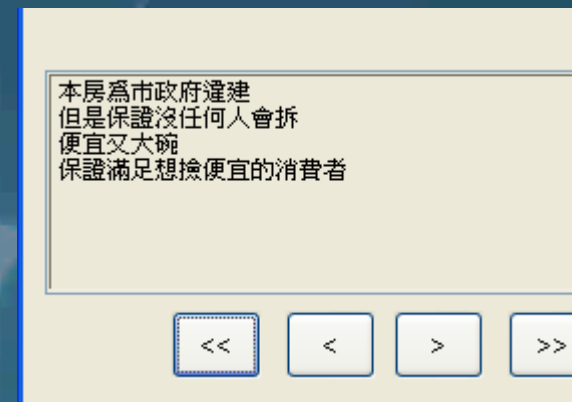 本房爲市政府違建
但是保證沒任何人會拆
便宜又大碗
保證滿足想撿便宜的消費者
<<
<
>
>>